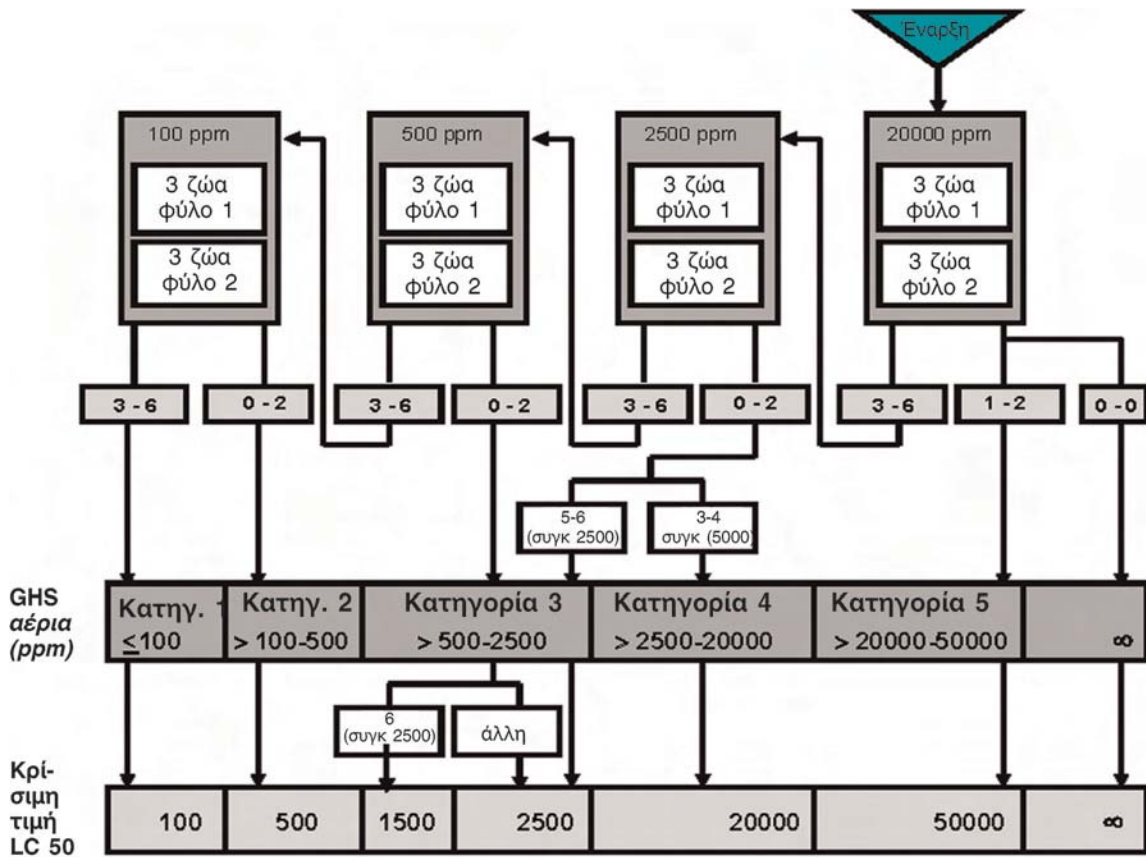 Έναρξη
100 ppm
500 ppm
2500 ppm
20000 ppm
3 ζώα
φύλο 1
3 ζώα
φύλο 1
3 ζώα
φύλο 1
3 ζώα
φύλο 1
3 ζώα
φύλο 2
3 ζώα
φύλο 2
3 ζώα
φύλο 2
3 ζώα
φύλο 2
3 - 6
0 - 2
3 - 6
0 - 2
3 - 6
0 - 2
3 - 6
1 - 2
0 - 0
5-6
(συγκ 2500)
3-4
συγκ (5000)
GHS
αέρια
(ppm)
Κατηγ. 1
≤100
Κατηγ. 2
> 100-500
Κατηγορία 3
> 500-2500
Κατηγορία 4
> 2500-20000
Κατηγορία 5
> 20000-50000
∞
6
(συγκ 2500)
άλλη
Κρί-
σιμη
τιμή
LC 50
100
500
1500
2500
20000
50000
∞